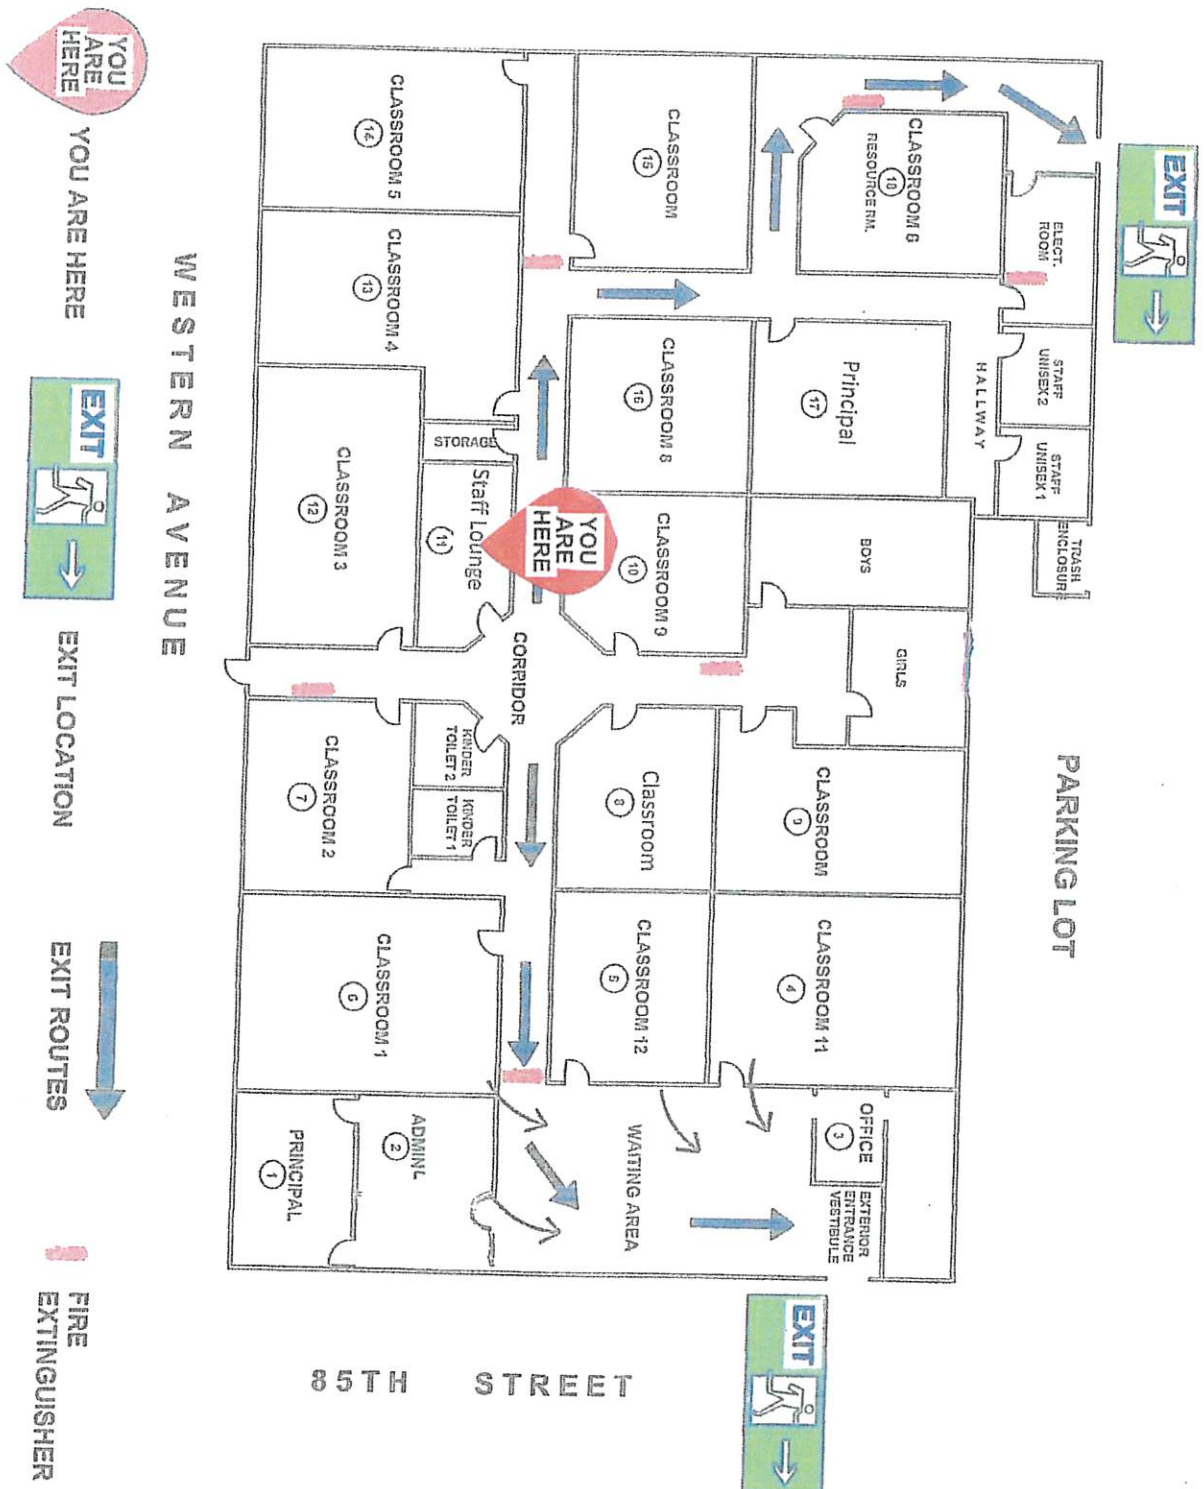 EXIT
ELECT.
ROOM
STAFF
UNISEX 2
STAFF
UNISEX 1
TRASH
ENCLOSURE
PARKING LOT
HALLWAY
CLASSROOM 6
18
RESOURCE RM.
Principal
17
BOYS
GIRLS
CLASSROOM
9
CLASSROOM 11
4
OFFICE
3
EXTERIOR
ENTRANCE
VESTIBULE
EXIT
CLASSROOM
15
CLASSROOM 8
16
CLASSROOM 9
10
Classroom
8
CLASSROOM 12
5
WAITING AREA
YOU
ARE
HERE
CORRIDOR
STORAGE
Staff Lounge
11
KINDER
TOILET 2
KINDER
TOILET 1
CLASSROOM 5
14
CLASSROOM 4
13
CLASSROOM 3
12
CLASSROOM 2
7
CLASSROOM 1
6
ADMIN.
2
PRINCIPAL
1
85TH STREET
WESTERN AVENUE
YOU
ARE
HERE
YOU ARE HERE
EXIT
EXIT LOCATION
EXIT ROUTES
FIRE
EXTINGUISHER